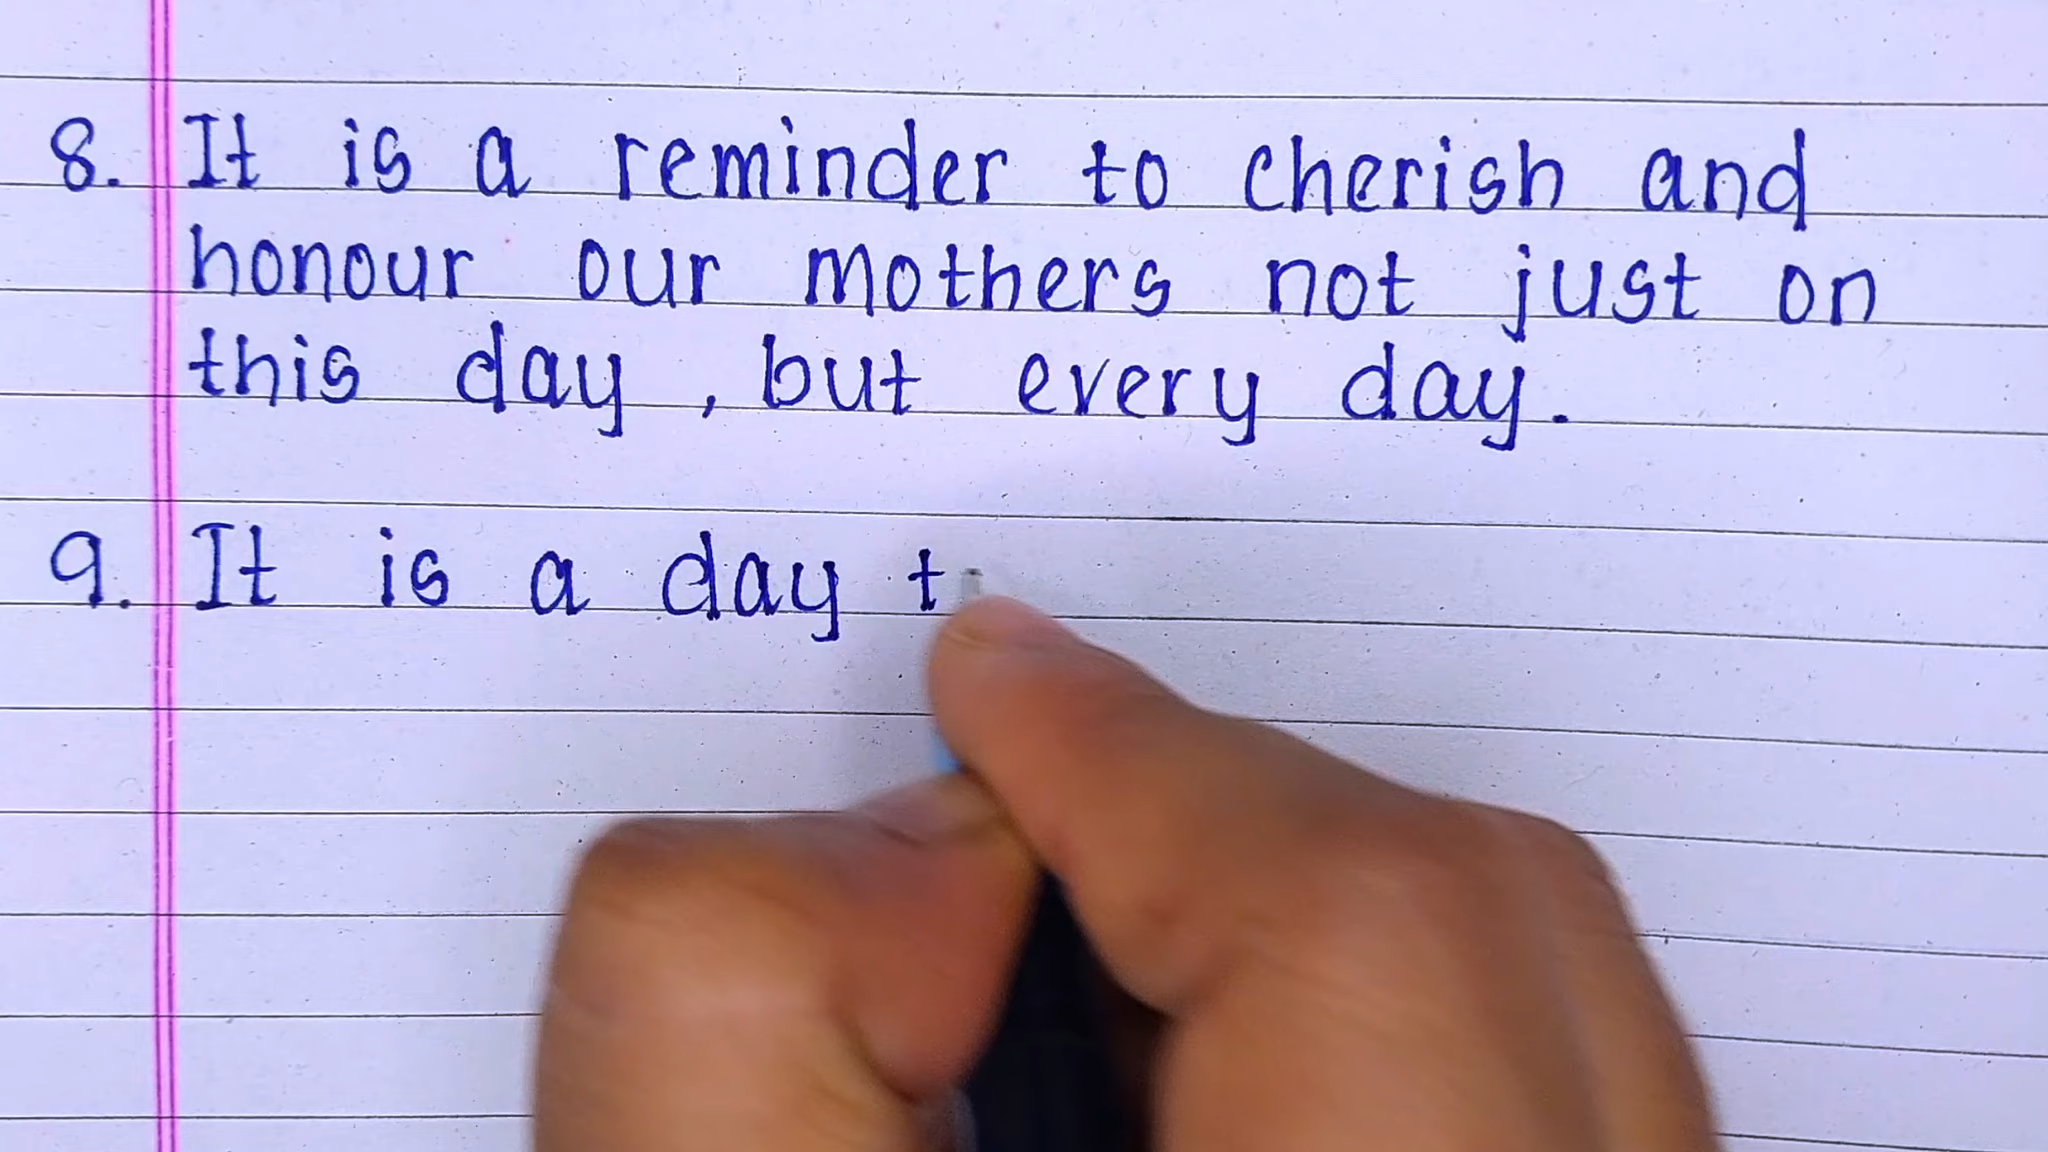 8. It is a reminder to cherish and
honour our mothers not just on
this day, but every day.
9. It is a day t